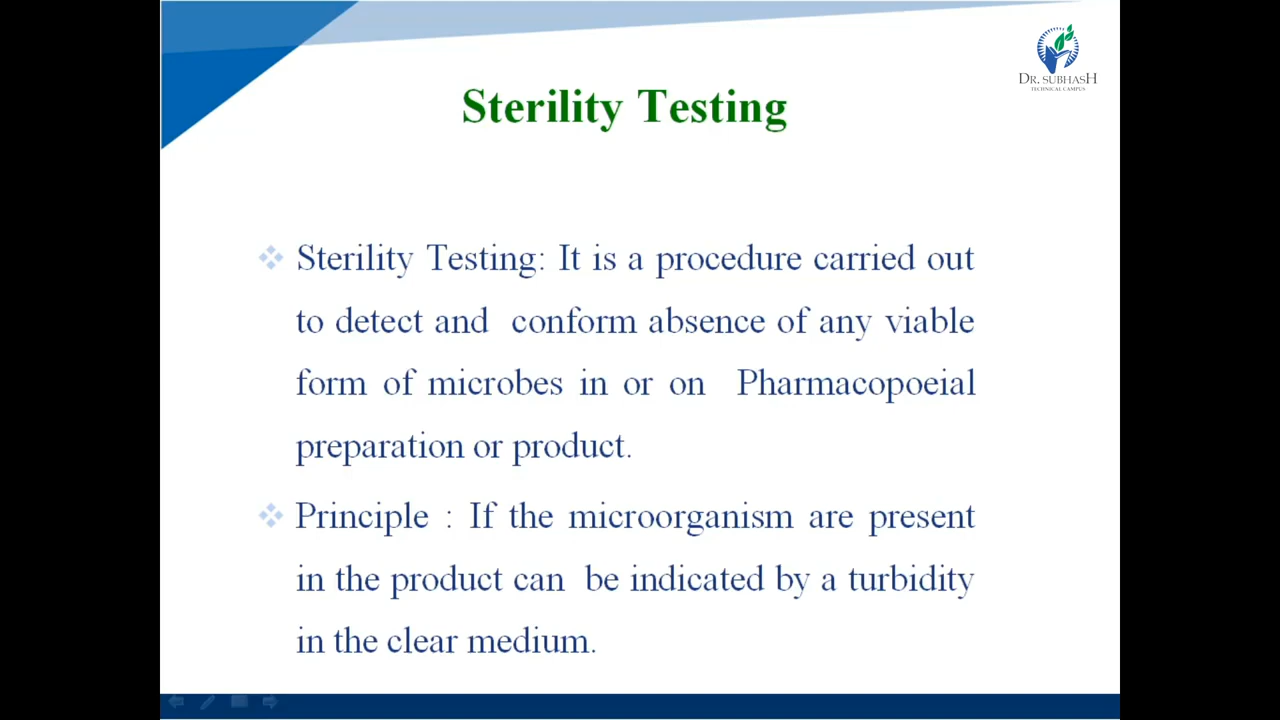 DR. SUBHASH
TECHNICAL CAMPUS
Sterility Testing
Sterility Testing: It is a procedure carried out
to detect and conform absence of any viable
form of microbes in or on Pharmacopoeial
preparation or product.
Principle : If the microorganism are present
in the product can be indicated by a turbidity
in the clear medium.